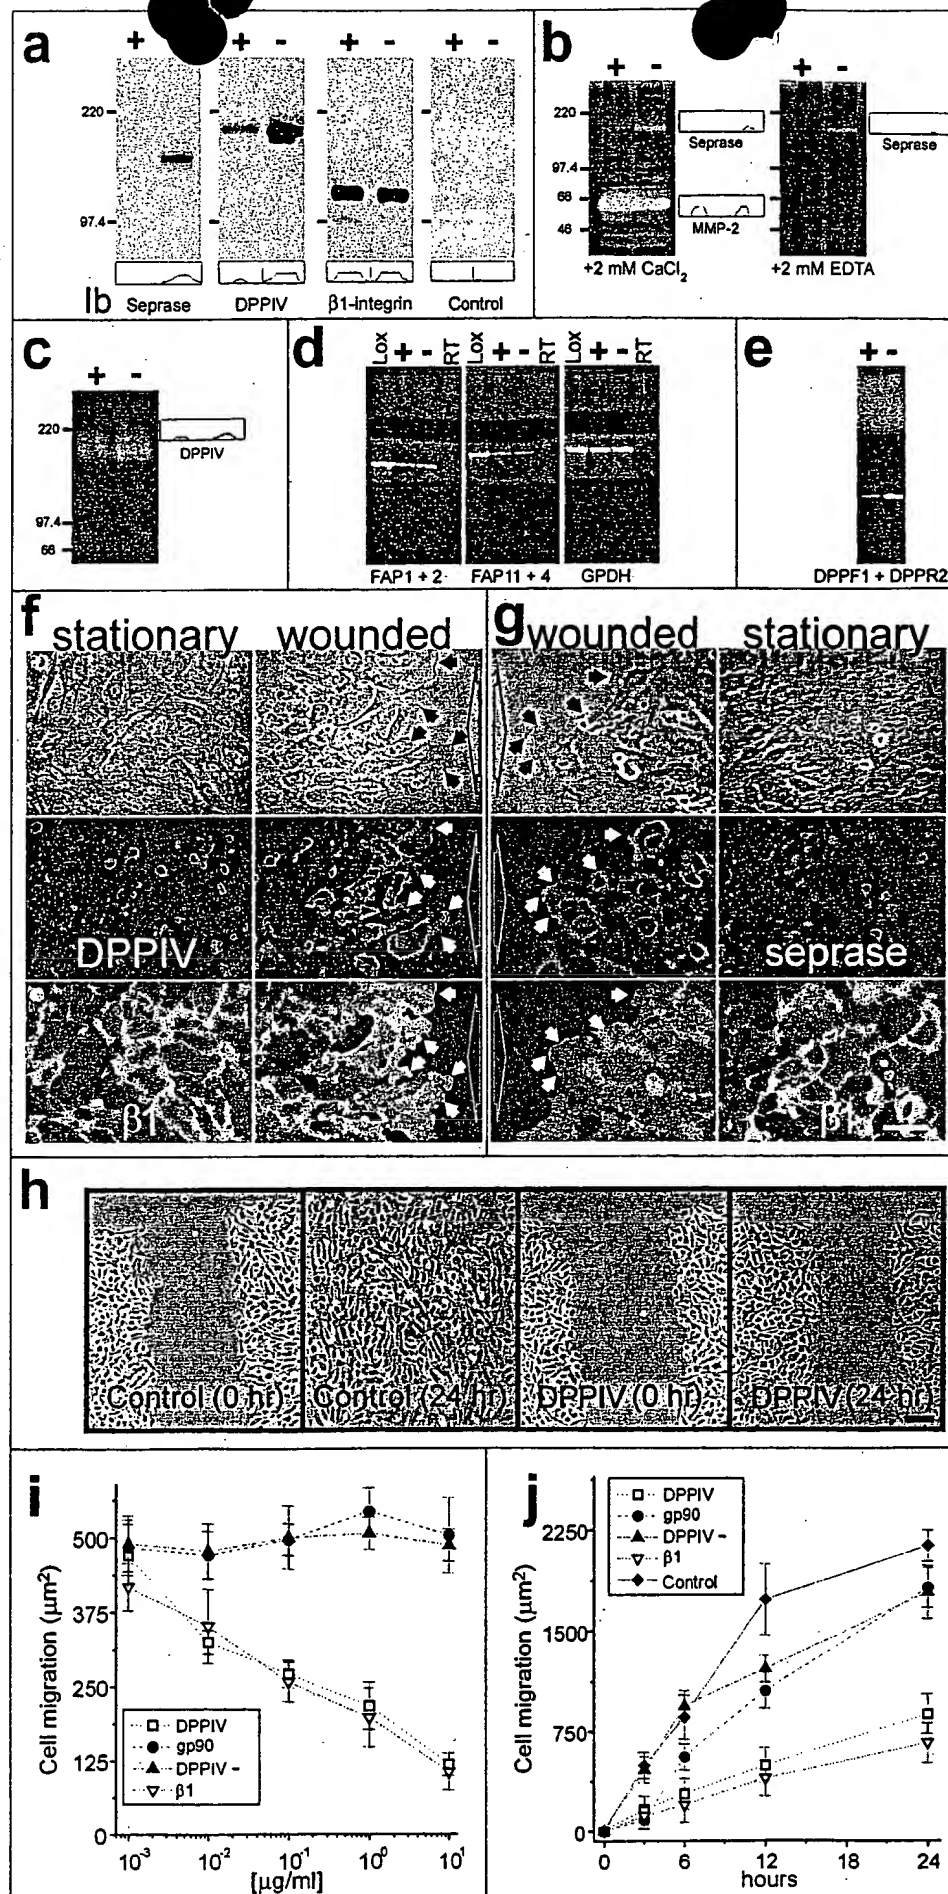 a
b
+ - + - + - + -
+ - + -
220
97.4
Ib
Seprase DPPIV β1-integrin Control
220
97.4
68
46
Seprase
MMP-2
Seprase
+2 mM CaCl2
+2 mM EDTA
c
+ -
220
97.4
68
DPPIV
d
Lox + - RT Lox + - RT Lox + - RT
FAP1 + 2 FAP11 + 4 GPDH
e
+ -
DPPF1 + DPPR2
f
stationary wounded
g
wounded stationary
DPPIV
seprase
β1
β1
h
Control (0 hr) Control (24 hr) DPPIV (0 hr) DPPIV (24 hr)
i
Cell migration (μm2)
500
375
250
125
0
DPPIV
gp90
DPPIV -
β1
10-3 10-2 10-1 100 101
[μg/ml]
j
Cell migration (μm2)
2250
1500
750
0
DPPIV
gp90
DPPIV -
β1
Control
0 6 12 18 24
hours